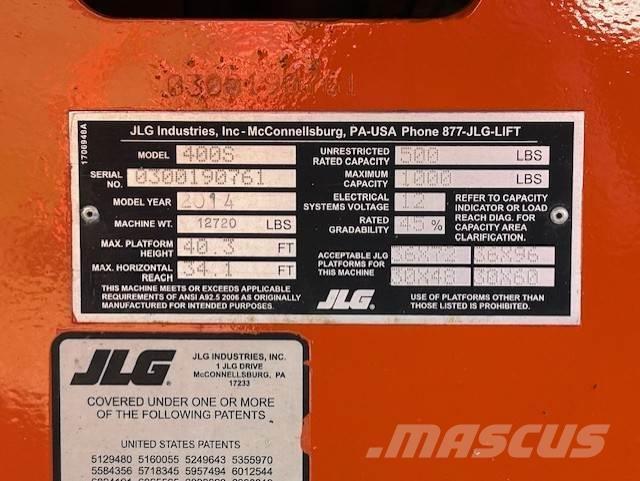 0300190761
1706948A
JLG Industries, Inc-McConnellsburg, PA-USA Phone 877-JLG-LIFT
MODEL 400S
SERIAL NO. 0300190761
MODEL YEAR 2014
MACHINE WT. 12720 LBS
MAX. PLATFORM HEIGHT 40.3 FT
MAX. HORIZONTAL REACH 34.1 FT
THIS MACHINE MEETS OR EXCEEDS APPLICABLE
REQUIREMENTS OF ANSI A92.5 2006 AS ORIGINALLY
MANUFACTURED FOR INTENDED PURPOSES.
UNRESTRICTED RATED CAPACITY 500 LBS
MAXIMUM CAPACITY 1000 LBS
ELECTRICAL SYSTEMS VOLTAGE 12
RATED GRADABILITY 45 %
REFER TO CAPACITY
INDICATOR OR LOAD
REACH DIAG. FOR
CAPACITY AREA
CLARIFICATION.
ACCEPTABLE JLG
PLATFORMS FOR
THIS MACHINE
36X72 36X96
30X48 30X60
JLG®
USE OF PLATFORMS OTHER THAN
THOSE LISTED IS PROHIBITED.
JLG®
JLG INDUSTRIES, INC.
1 JLG DRIVE
McCONNELLSBURG, PA
17233
COVERED UNDER ONE OR MORE
OF THE FOLLOWING PATENTS
UNITED STATES PATENTS
5129480 5160055 5249643 5355970
5584356 5718345 5957494 6012544
MASCUS